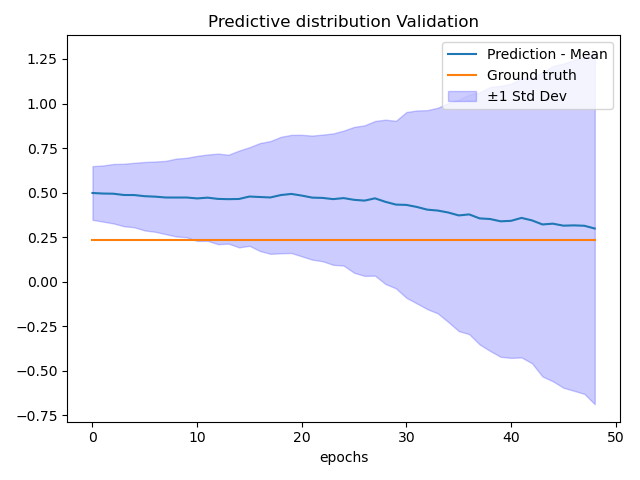 Predictive distribution Validation
Prediction - Mean
Ground truth
±1 Std Dev
1.25
1.00
0.75
0.50
0.25
0.00
−0.25
−0.50
−0.75
0 10 20 30 40 50
epochs